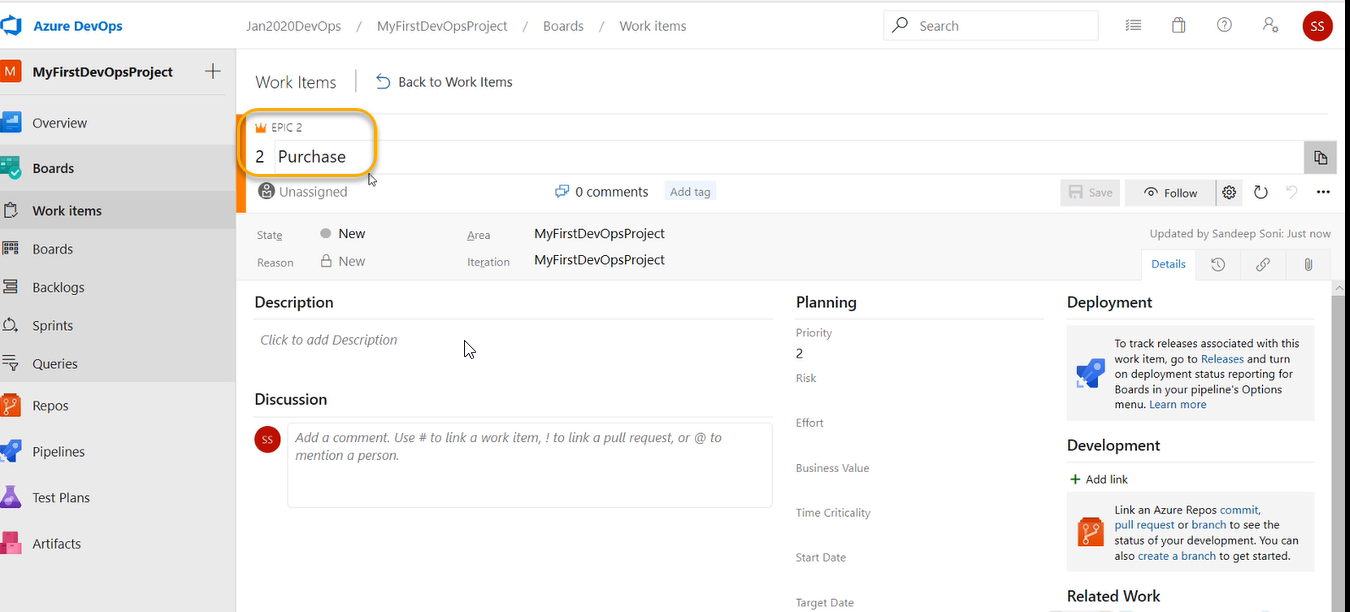 Azure DevOps
Jan2020DevOps / MyFirstDevOpsProject / Boards / Work items
Search
SS
M MyFirstDevOpsProject
Overview
Boards
Work items
Boards
Backlogs
Sprints
Queries
Repos
Pipelines
Test Plans
Artifacts
Work Items
Back to Work Items
EPIC 2
2 Purchase
Unassigned
0 comments
Add tag
Save
Follow
State New
Reason New
Area MyFirstDevOpsProject
Iteration MyFirstDevOpsProject
Updated by Sandeep Soni: Just now
Details
Description
Click to add Description
Discussion
SS
Add a comment. Use # to link a work item, ! to link a pull request, or @ to
mention a person.
Planning
Priority
2
Risk
Effort
Business Value
Time Criticality
Start Date
Target Date
Deployment
To track releases associated with this
work item, go to Releases and turn
on deployment status reporting for
Boards in your pipeline's Options
menu. Learn more
Development
+ Add link
Link an Azure Repos commit,
pull request or branch to see the
status of your development. You can
also create a branch to get started.
Related Work